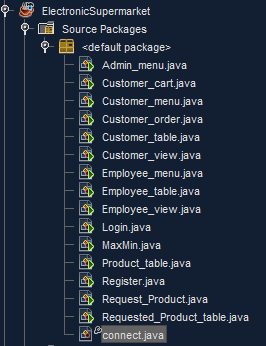 ElectronicSupermarket
Source Packages
<default package>
Admin_menu.java
Customer_cart.java
Customer_menu.java
Customer_order.java
Customer_table.java
Customer_view.java
Employee_menu.java
Employee_table.java
Employee_view.java
Login.java
MaxMin.java
Product_table.java
Register.java
Request_Product.java
Requested_Product_table.java
connect.java